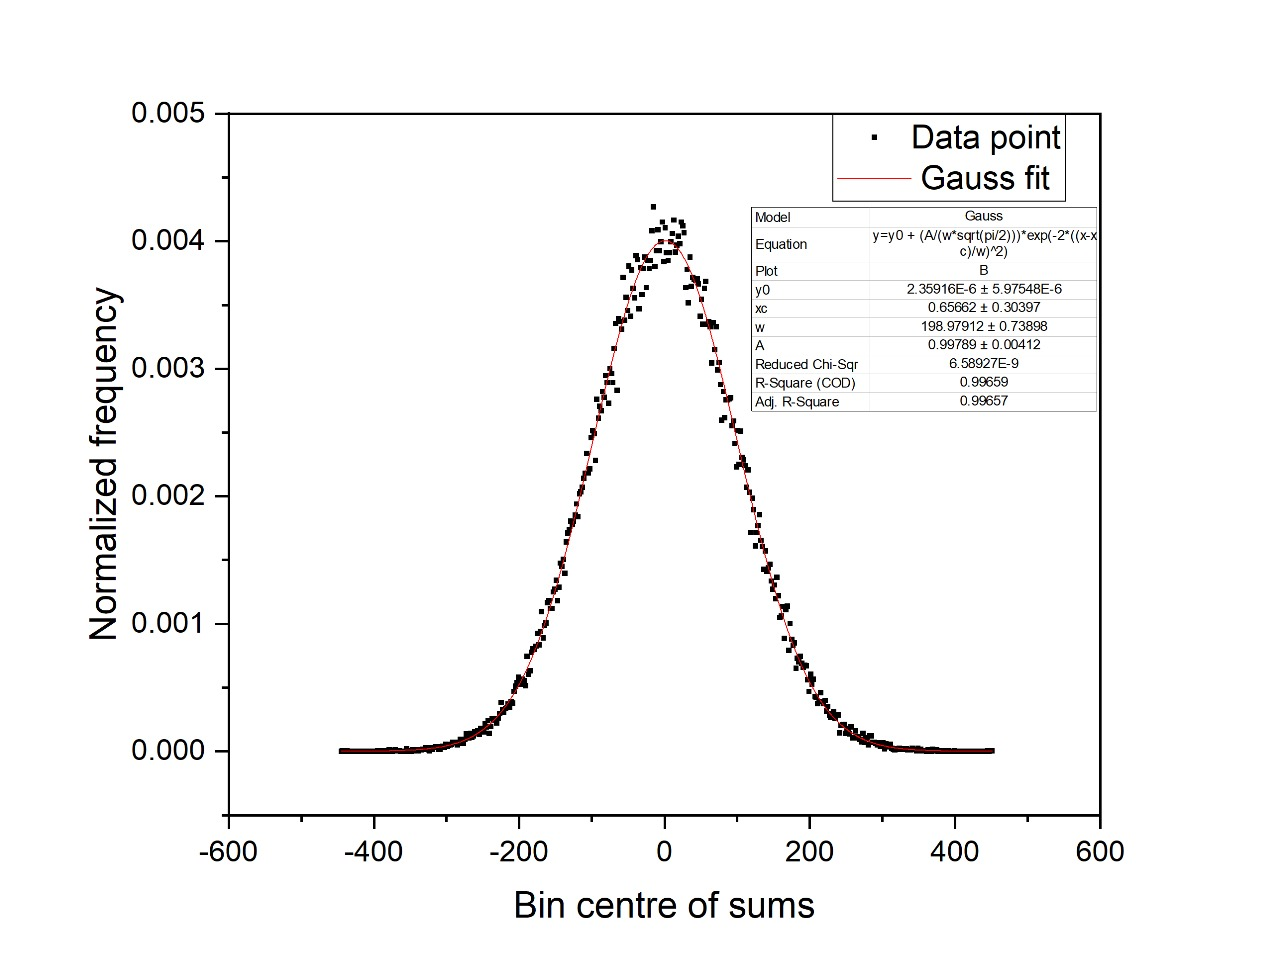 0.005
0.004
0.003
0.002
0.001
0.000
Normalized frequency
-600
-400
-200
0
200
400
600
Bin centre of sums
Data point
Gauss fit
Model Gauss
Equation y=y0 + (A/(w*sqrt(pi/2)))*exp(-2*((x-x
c)/w)^2)
Plot B
y0 2.35916E-6 ± 5.97548E-6
xc 0.65662 ± 0.30397
w 198.97912 ± 0.73898
A 0.99789 ± 0.00412
Reduced Chi-Sqr 6.58927E-9
R-Square (COD) 0.99659
Adj. R-Square 0.99657